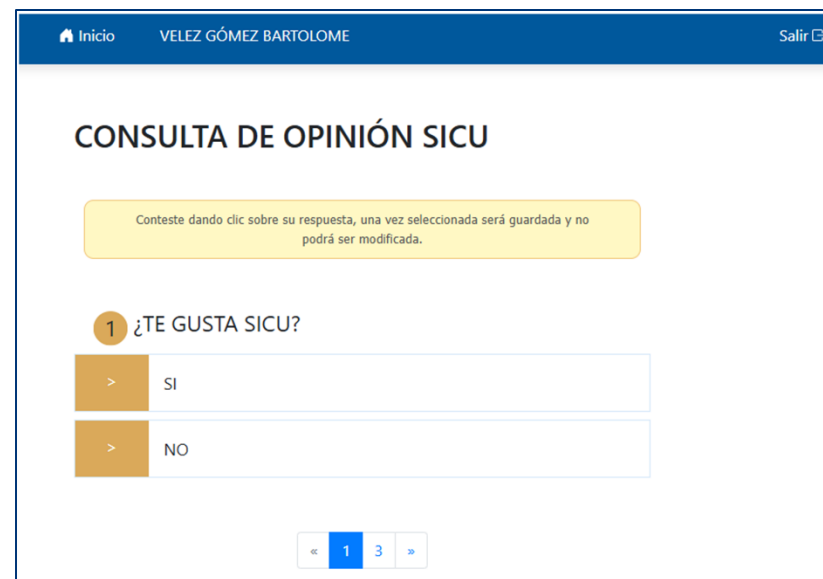 Inicio VELEZ GÓMEZ BARTOLOME Salir
CONSULTA DE OPINIÓN SICU
Conteste dando clic sobre su respuesta, una vez seleccionada será guardada y no
podrá ser modificada.
1 ¿TE GUSTA SICU?
> SI
> NO
« 1 3 »